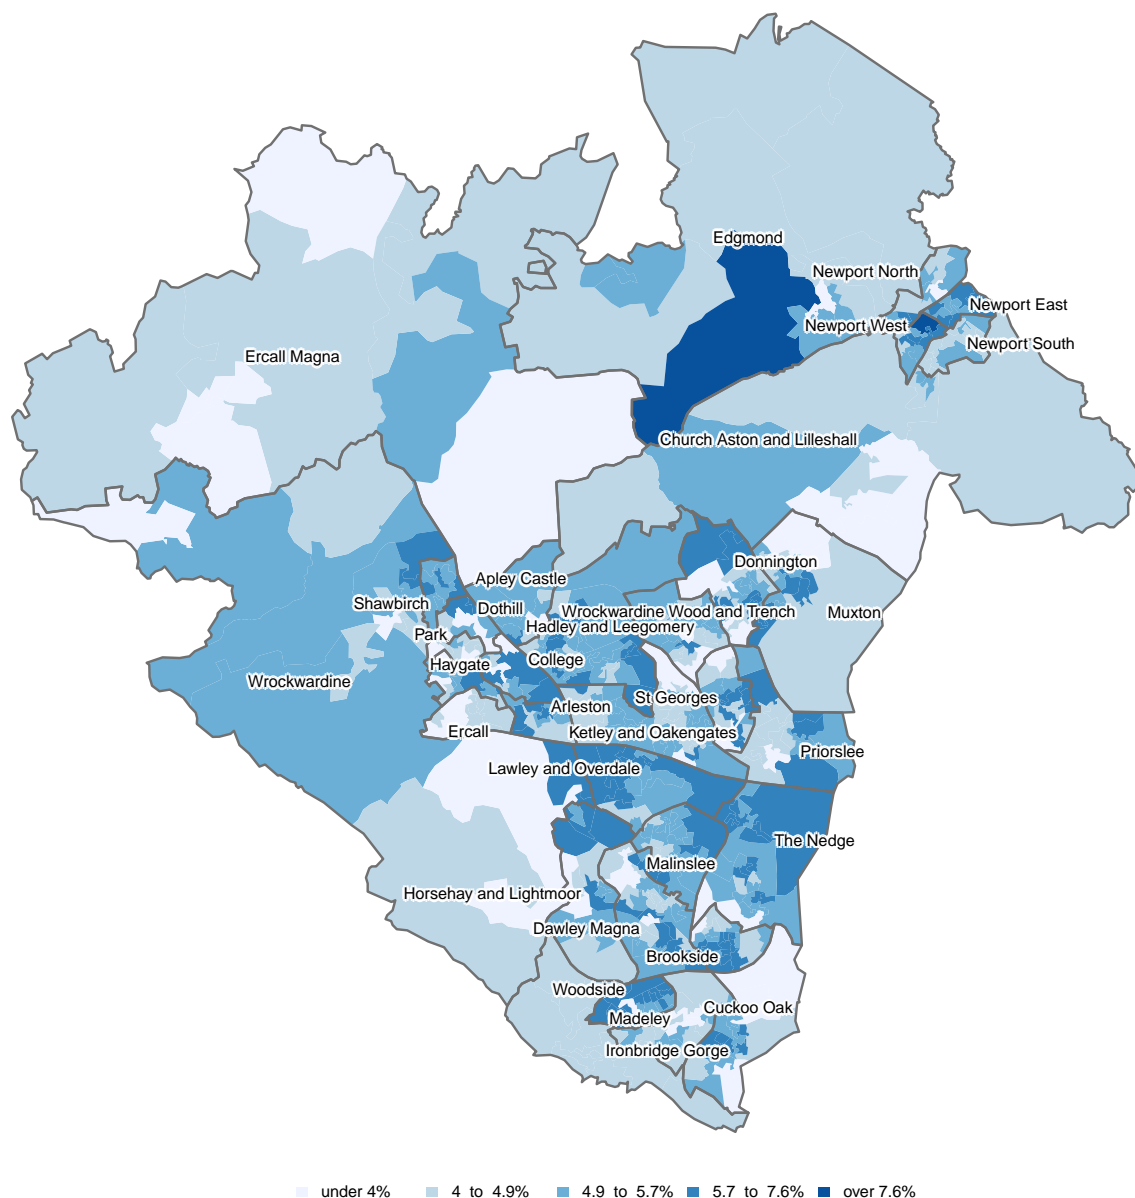 Edgmond
Newport North
Newport East
Newport West
Newport South
Ercall Magna
Church Aston and Lilleshall
Donnington
Apley Castle
Shawbirch
Dothill
Wrockwardine Wood and Trench
Muxton
Hadley and Leegomery
Park
College
Haygate
Wrockwardine
St Georges
Arleston
Ercall
Ketley and Oakengates
Priorslee
Lawley and Overdale
The Nedge
Malinslee
Horsehay and Lightmoor
Dawley Magna
Brookside
Woodside
Cuckoo Oak
Madeley
Ironbridge Gorge
under 4% 4 to 4.9% 4.9 to 5.7% 5.7 to 7.6% over 7.6%